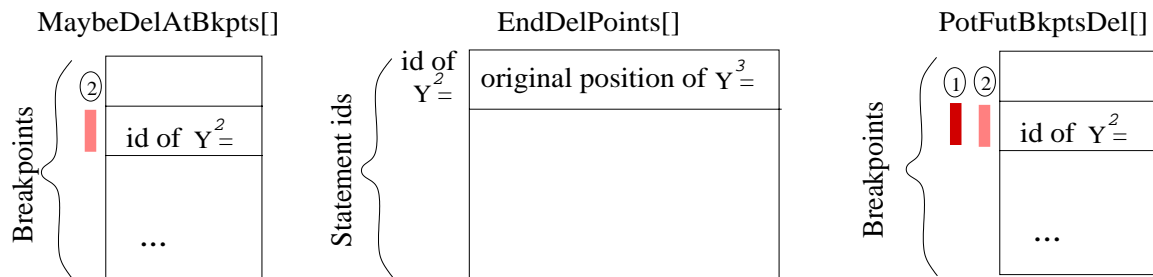 MaybeDelAtBkpts[]
EndDelPoints[]
PotFutBkptsDel[]
Breakpoints
2
id of Y²=
...
Statement ids
id of
Y²=
original position of Y³=
Breakpoints
1 2
id of Y²=
...